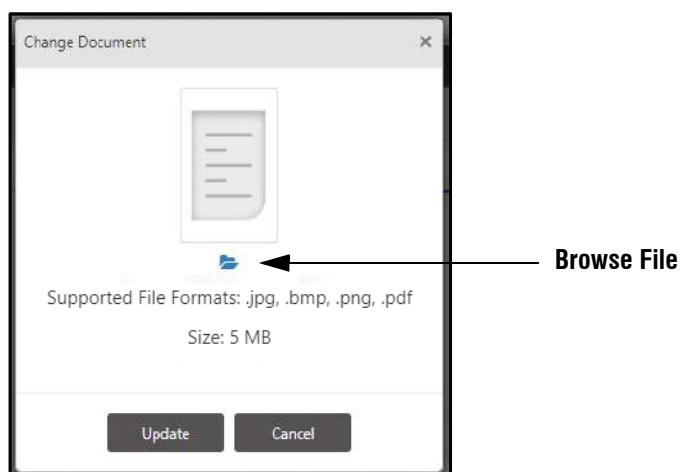 Change Document ×
Browse File
Supported File Formats: .jpg, .bmp, .png, .pdf
Size: 5 MB
Update Cancel